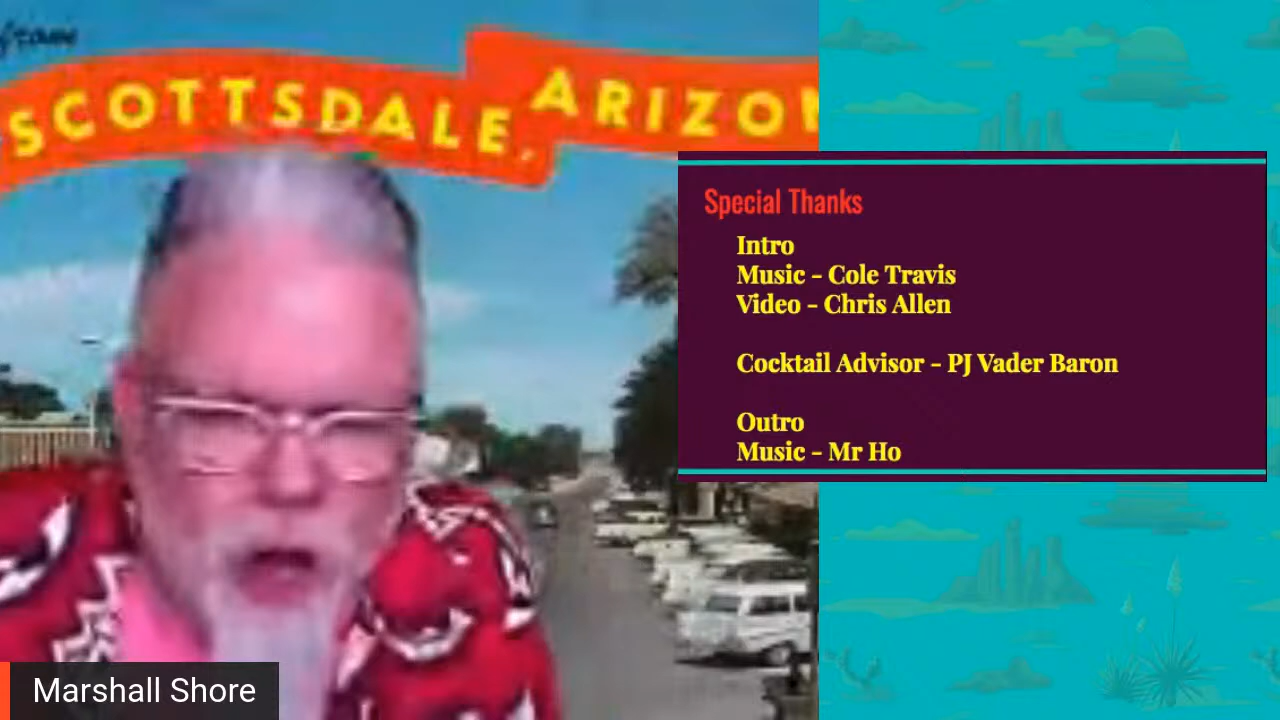 from
SCOTTSDALE, ARIZO
Special Thanks
Intro
Music - Cole Travis
Video - Chris Allen
Cocktail Advisor - PJ Vader Baron
Outro
Music - Mr Ho
Marshall Shore